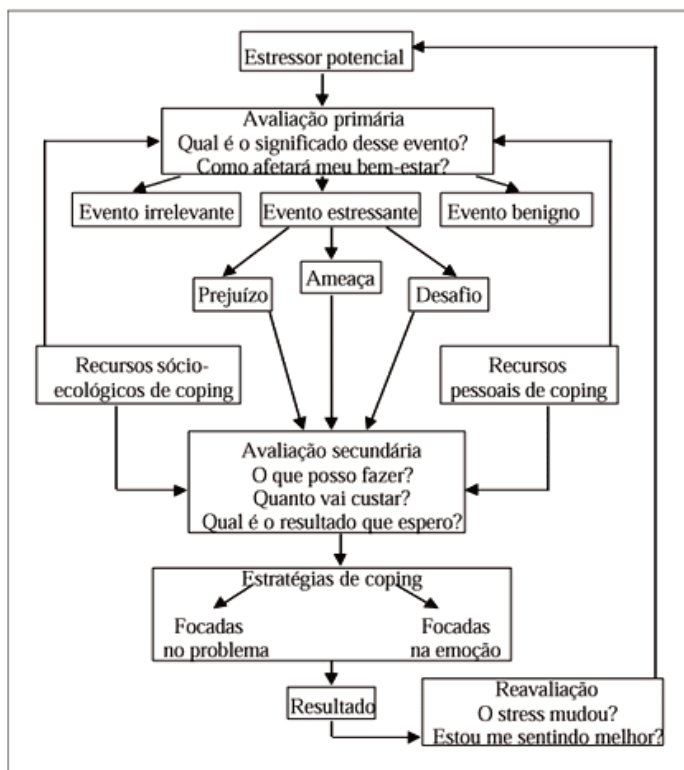 Estressor potencial
Avaliação primária
Qual é o significado desse evento?
Como afetará meu bem-estar?
Evento irrelevante
Evento estressante
Evento benigno
Prejuízo
Ameaça
Desafio
Recursos sócio-
ecológicos de coping
Recursos
pessoais de coping
Avaliação secundária
O que posso fazer?
Quanto vai custar?
Qual é o resultado que espero?
Estratégias de coping
Focadas
no problema
Focadas
na emoção
Resultado
Reavaliação
O stress mudou?
Estou me sentindo melhor?